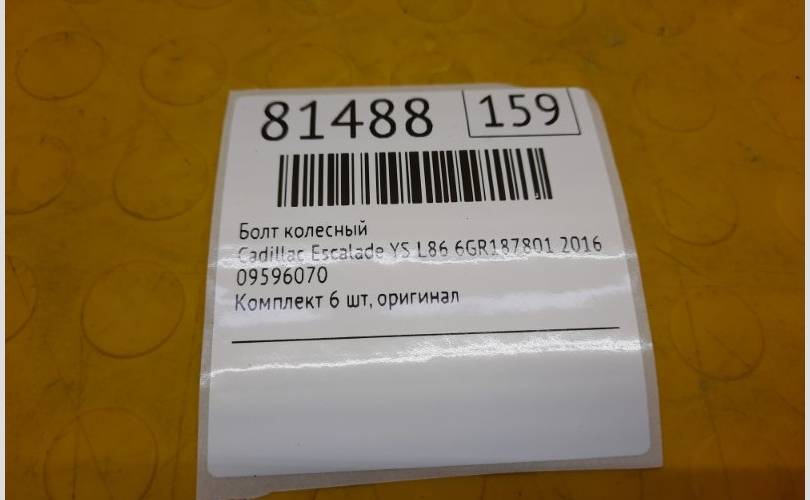 81488 159
Болт колесный
Cadillac Escalade YS L86 6GR187801 2016
09596070
Комплект 6 шт, оригинал